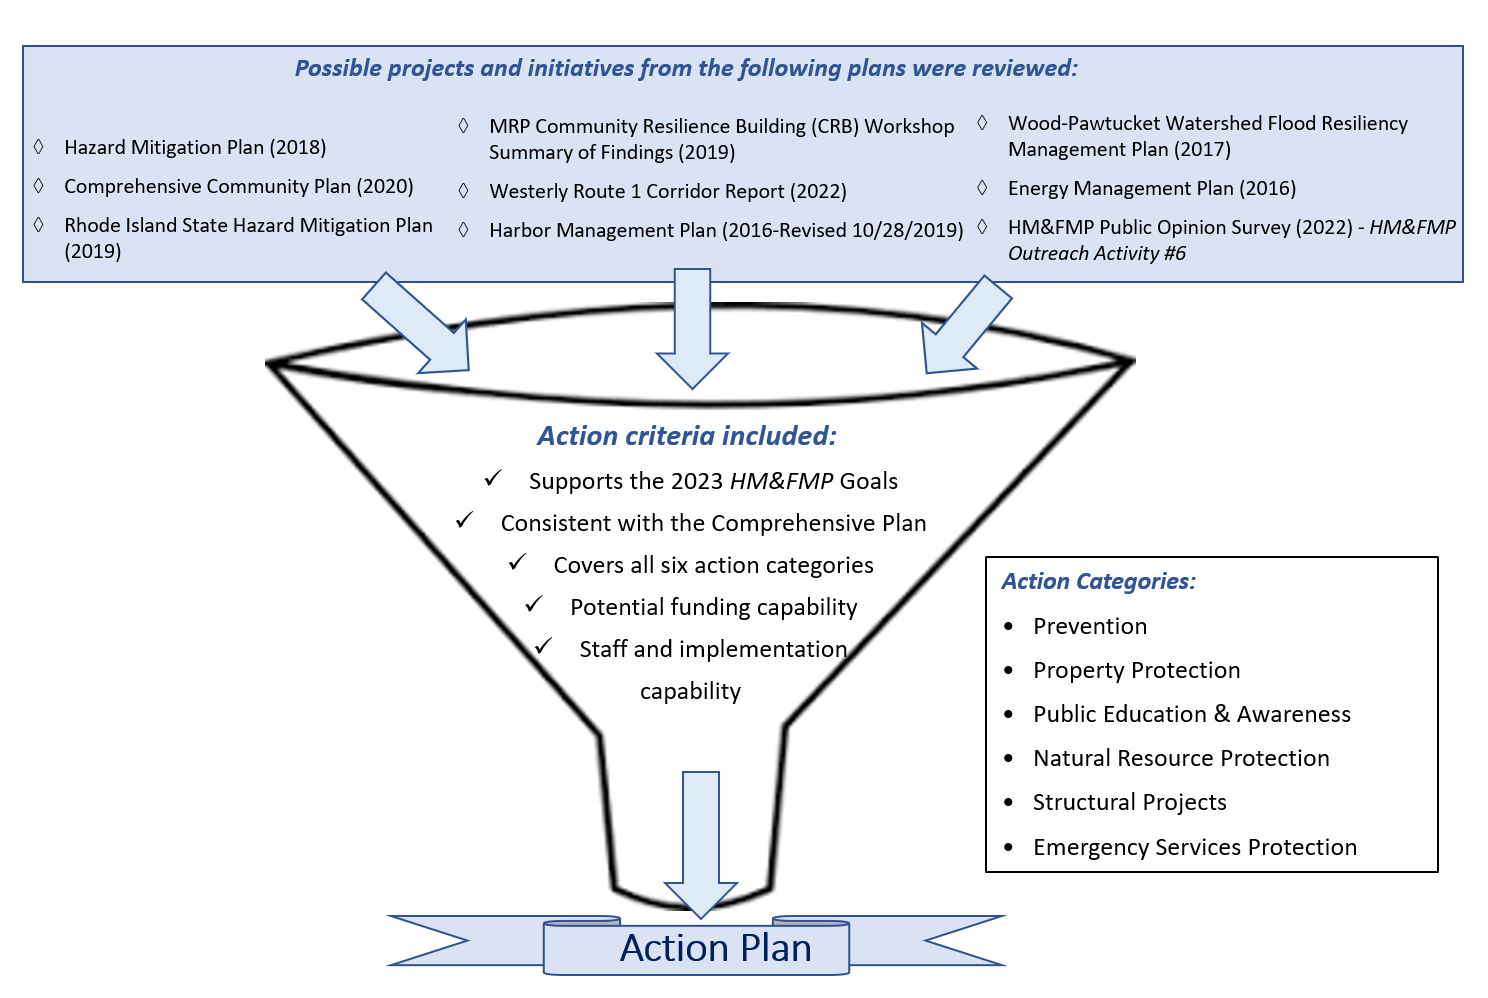 Possible projects and initiatives from the following plans were reviewed:
◊ Hazard Mitigation Plan (2018)
◊ Comprehensive Community Plan (2020)
◊ Rhode Island State Hazard Mitigation Plan
(2019)
◊ MRP Community Resilience Building (CRB) Workshop
Summary of Findings (2019)
◊ Westerly Route 1 Corridor Report (2022)
◊ Harbor Management Plan (2016-Revised 10/28/2019)
◊ Wood-Pawtucket Watershed Flood Resiliency
Management Plan (2017)
◊ Energy Management Plan (2016)
◊ HM&FMP Public Opinion Survey (2022) - HM&FMP
Outreach Activity #6
Action criteria included:
✓ Supports the 2023 HM&FMP Goals
✓ Consistent with the Comprehensive Plan
✓ Covers all six action categories
✓ Potential funding capability
✓ Staff and implementation
capability
Action Categories:
• Prevention
• Property Protection
• Public Education & Awareness
• Natural Resource Protection
• Structural Projects
• Emergency Services Protection
Action Plan